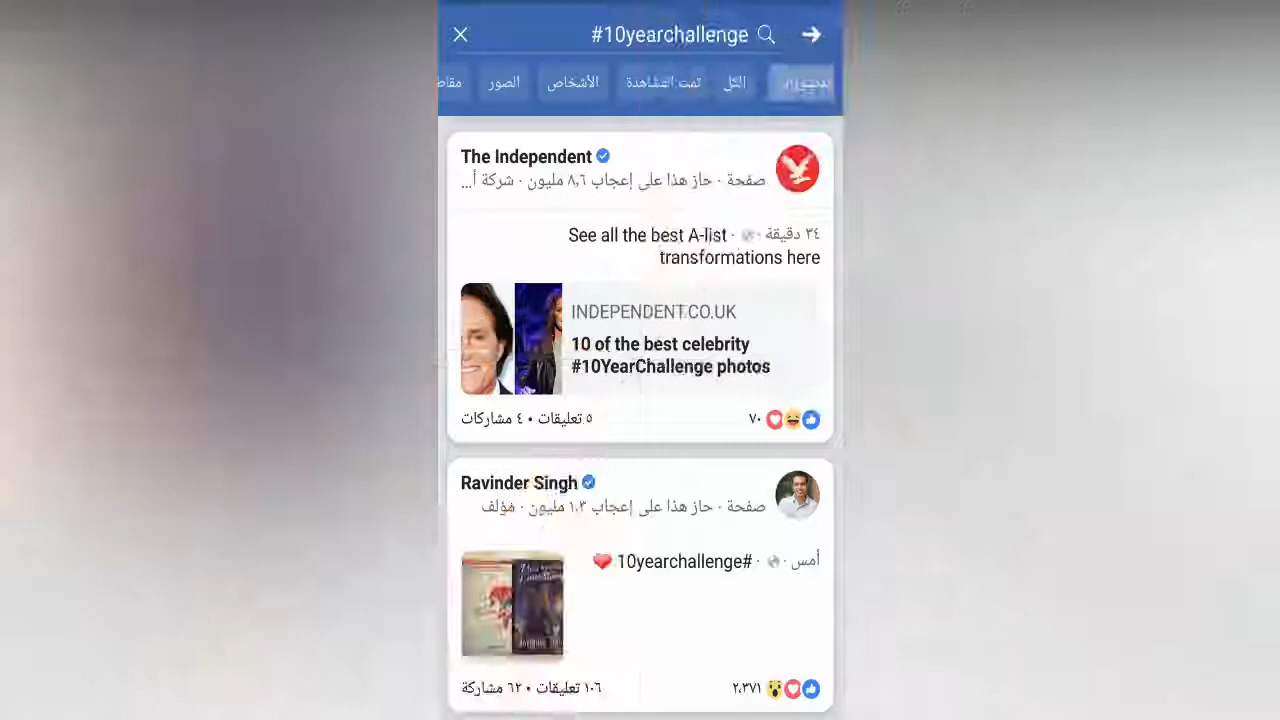 #10yearchallenge
الكل
تمت المشاهدة
الأشخاص
الصور
مقاط
The Independent
صفحة · حاز هذا على إعجاب ٨,٦ مليون · شركة أ...
٣٤ دقيقة · See all the best A-list
transformations here
INDEPENDENT.CO.UK
10 of the best celebrity
#10YearChallenge photos
٧٠
٥ تعليقات • ٤ مشاركات
Ravinder Singh
صفحة · حاز هذا على إعجاب ١.٣ مليون · مؤلف
أمس · #10yearchallenge ❤️
٢,٣٧١
١٠٦ تعليقات • ٦٢ مشاركة